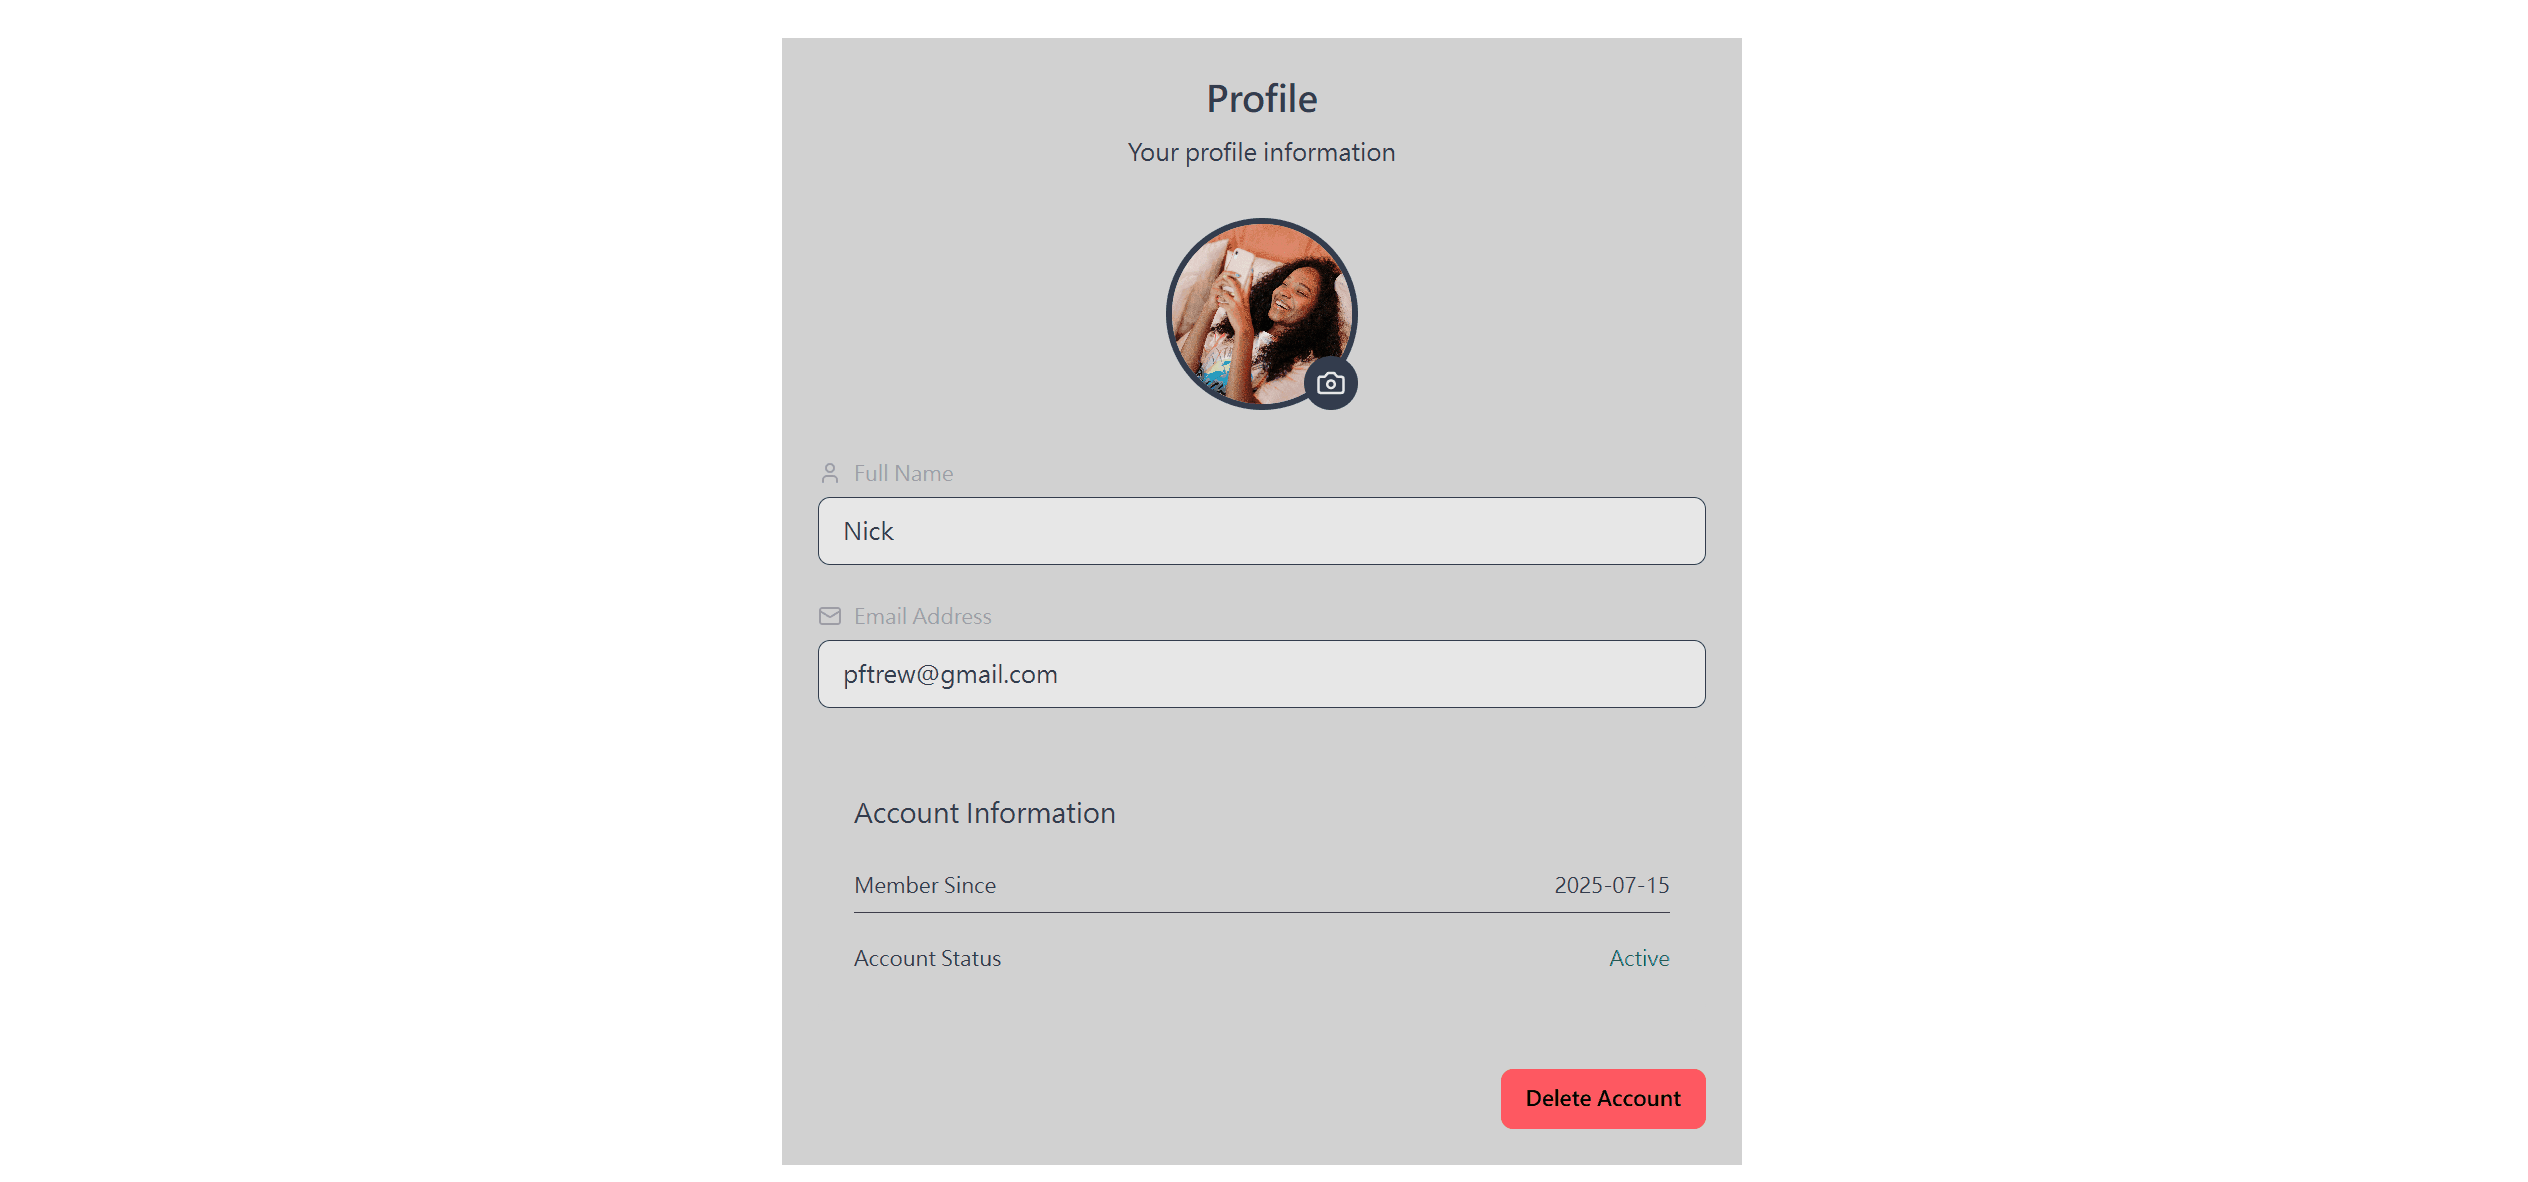 Profile
Your profile information
Full Name
Nick
Email Address
pftrew@gmail.com
Account Information
Member Since 2025-07-15
Account Status Active
Delete Account